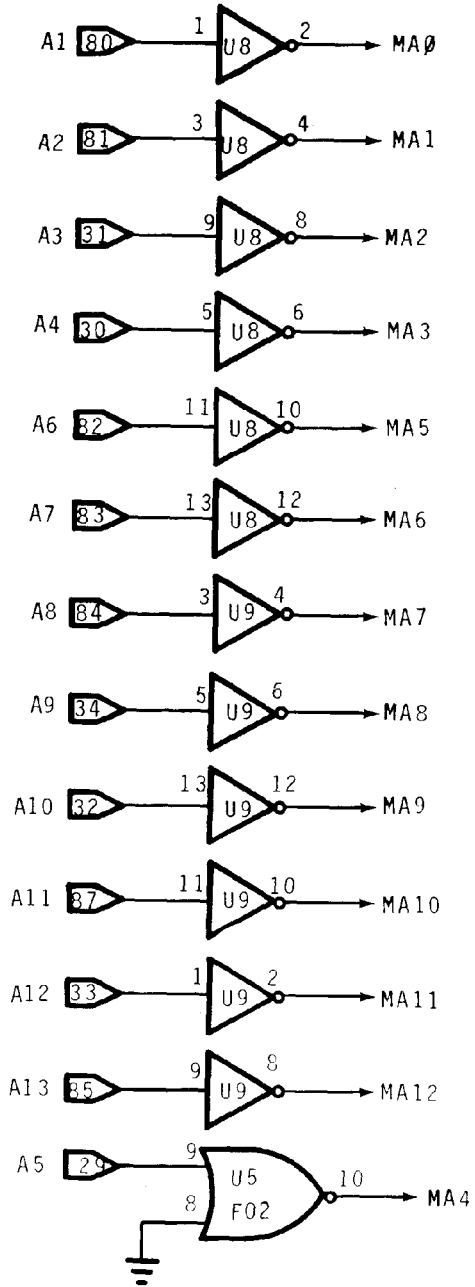 A1 80 1 U8 2 MAØ
A2 81 3 U8 4 MA1
A3 31 9 U8 8 MA2
A4 30 5 U8 6 MA3
A6 82 11 U8 10 MA5
A7 83 13 U8 12 MA6
A8 84 3 U9 4 MA7
A9 34 5 U9 6 MA8
A10 32 13 U9 12 MA9
A11 87 11 U9 10 MA10
A12 33 1 U9 2 MA11
A13 85 9 U9 8 MA12
A5 29 9 U5 10 MA4
8 F02